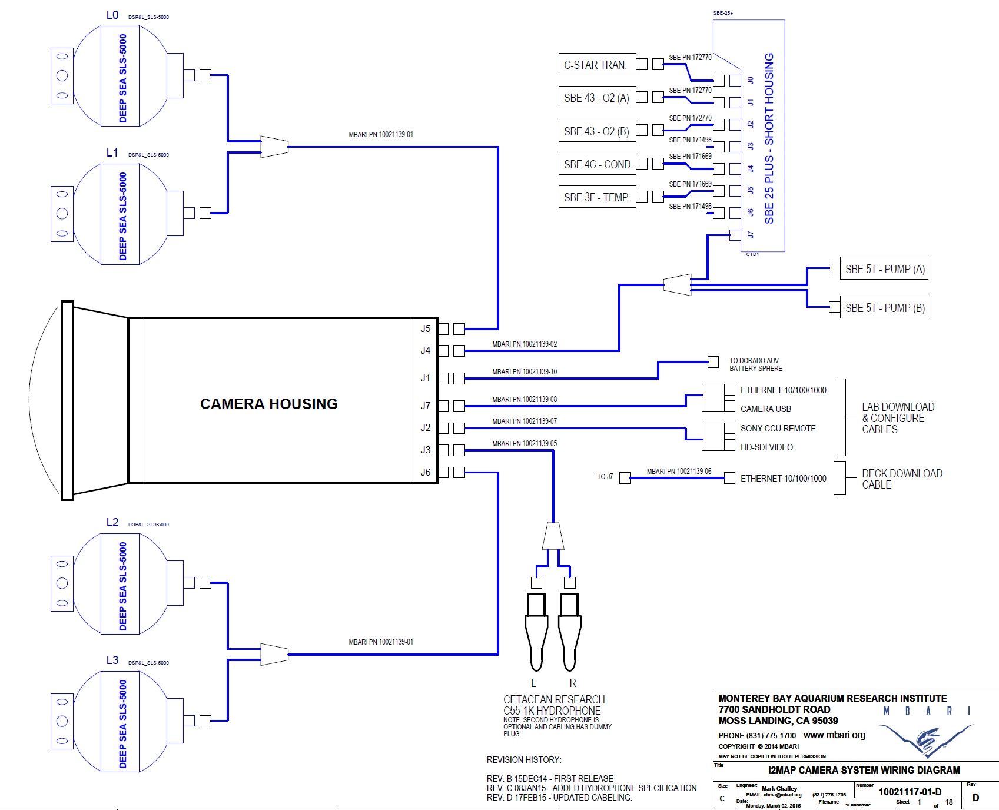 L0 DSP&L_SLS-5000
DEEP SEA SLS-5000
L1 DSP&L_SLS-5000
DEEP SEA SLS-5000
MBARI PN 10021139-01
SBE-25+
C-STAR TRAN.
SBE PN 172770
J0
SBE 43 - O2 (A)
SBE PN 172770
J1
SBE 43 - O2 (B)
SBE PN 172770
J2
SBE PN 171498
J3
SBE 4C - COND.
SBE PN 171669
J4
SBE 3F - TEMP.
SBE PN 171669
J5
SBE PN 171498
J6
J7
SBE 25 PLUS - SHORT HOUSING
CTD1
SBE 5T - PUMP (A)
SBE 5T - PUMP (B)
CAMERA HOUSING
J5
J4
MBARI PN 10021139-02
J1
MBARI PN 10021139-10
TO DORADO AUV
BATTERY SPHERE
J7
MBARI PN 10021139-08
ETHERNET 10/100/1000
CAMERA USB
J2
MBARI PN 10021139-07
SONY CCU REMOTE
HD-SDI VIDEO
LAB DOWNLOAD
& CONFIGURE
CABLES
J3
MBARI PN 10021139-05
J6
TO J7
MBARI PN 10021139-06
ETHERNET 10/100/1000
DECK DOWNLOAD
CABLE
L2 DSP&L_SLS-5000
DEEP SEA SLS-5000
L3 DSP&L_SLS-5000
DEEP SEA SLS-5000
MBARI PN 10021139-01
L R
CETACEAN RESEARCH
C55-1K HYDROPHONE
NOTE: SECOND HYDROPHONE IS
OPTIONAL AND CABLING HAS DUMMY
PLUG.
REVISION HISTORY:
REV. B 15DEC14 - FIRST RELEASE
REV. C 08JAN15 - ADDED HYDROPHONE SPECIFICATION
REV. D 17FEB15 - UPDATED CABELING.
MONTEREY BAY AQUARIUM RESEARCH INSTITUTE
7700 SANDHOLDT ROAD
MOSS LANDING, CA 95039
PHONE (831) 775-1700 www.mbari.org
COPYRIGHT © 2014 MBARI
MAY NOT BE COPIED WITHOUT PERMISSION
M B A R I
Title
i2MAP CAMERA SYSTEM WIRING DIAGRAM
Size
C
Engineer: Mark Chaffey
EMAIL: chma@mbari.org (831) 775-1708
Number
10021117-01-D
Rev
D
Date: Monday, March 02, 2015
Filename <Filename>
Sheet 1 of 18